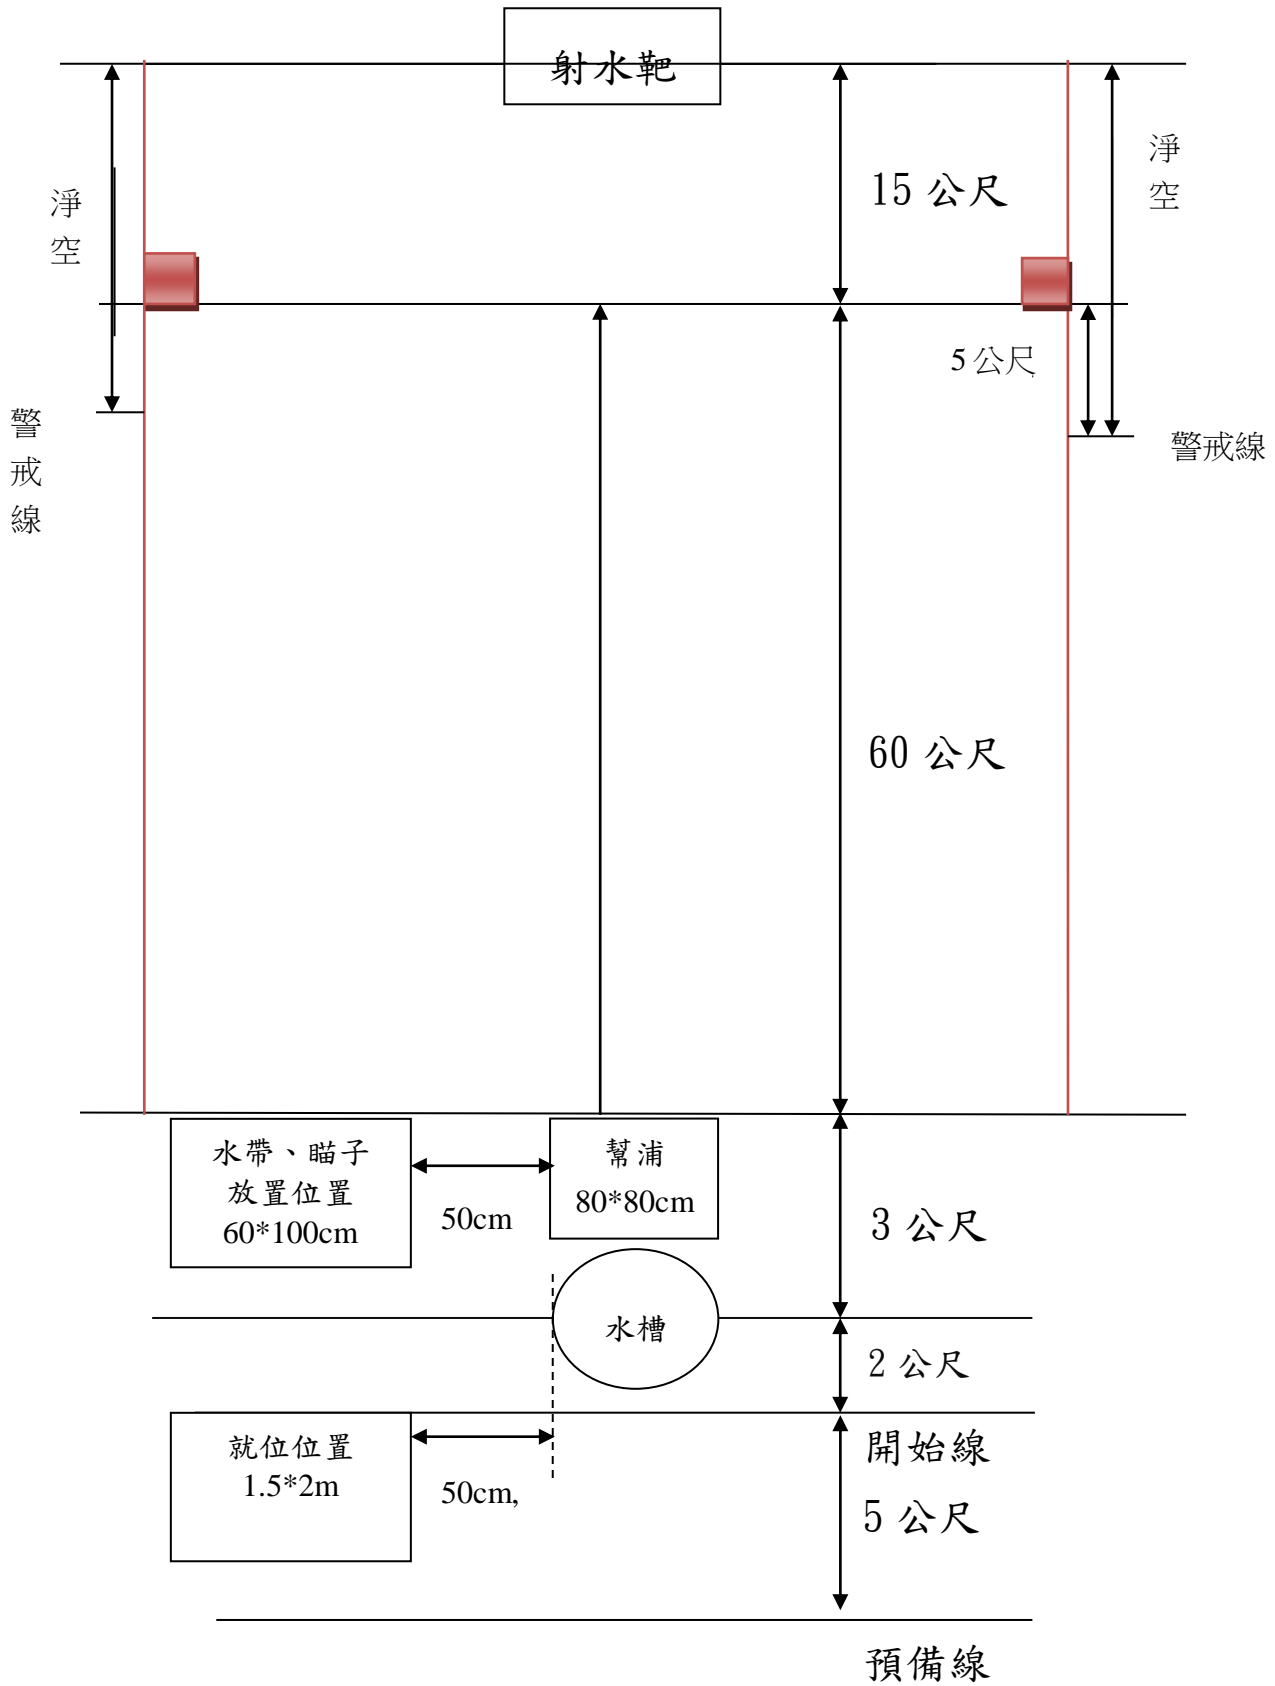 射水靶
淨
空
15 公尺
淨
空
5公尺
警
戒
線
警戒線
60 公尺
水帶、瞄子
放置位置
60*100cm
50cm
幫浦
80*80cm
3 公尺
水槽
2 公尺
就位位置
1.5*2m
50cm,
開始線
5 公尺
預備線